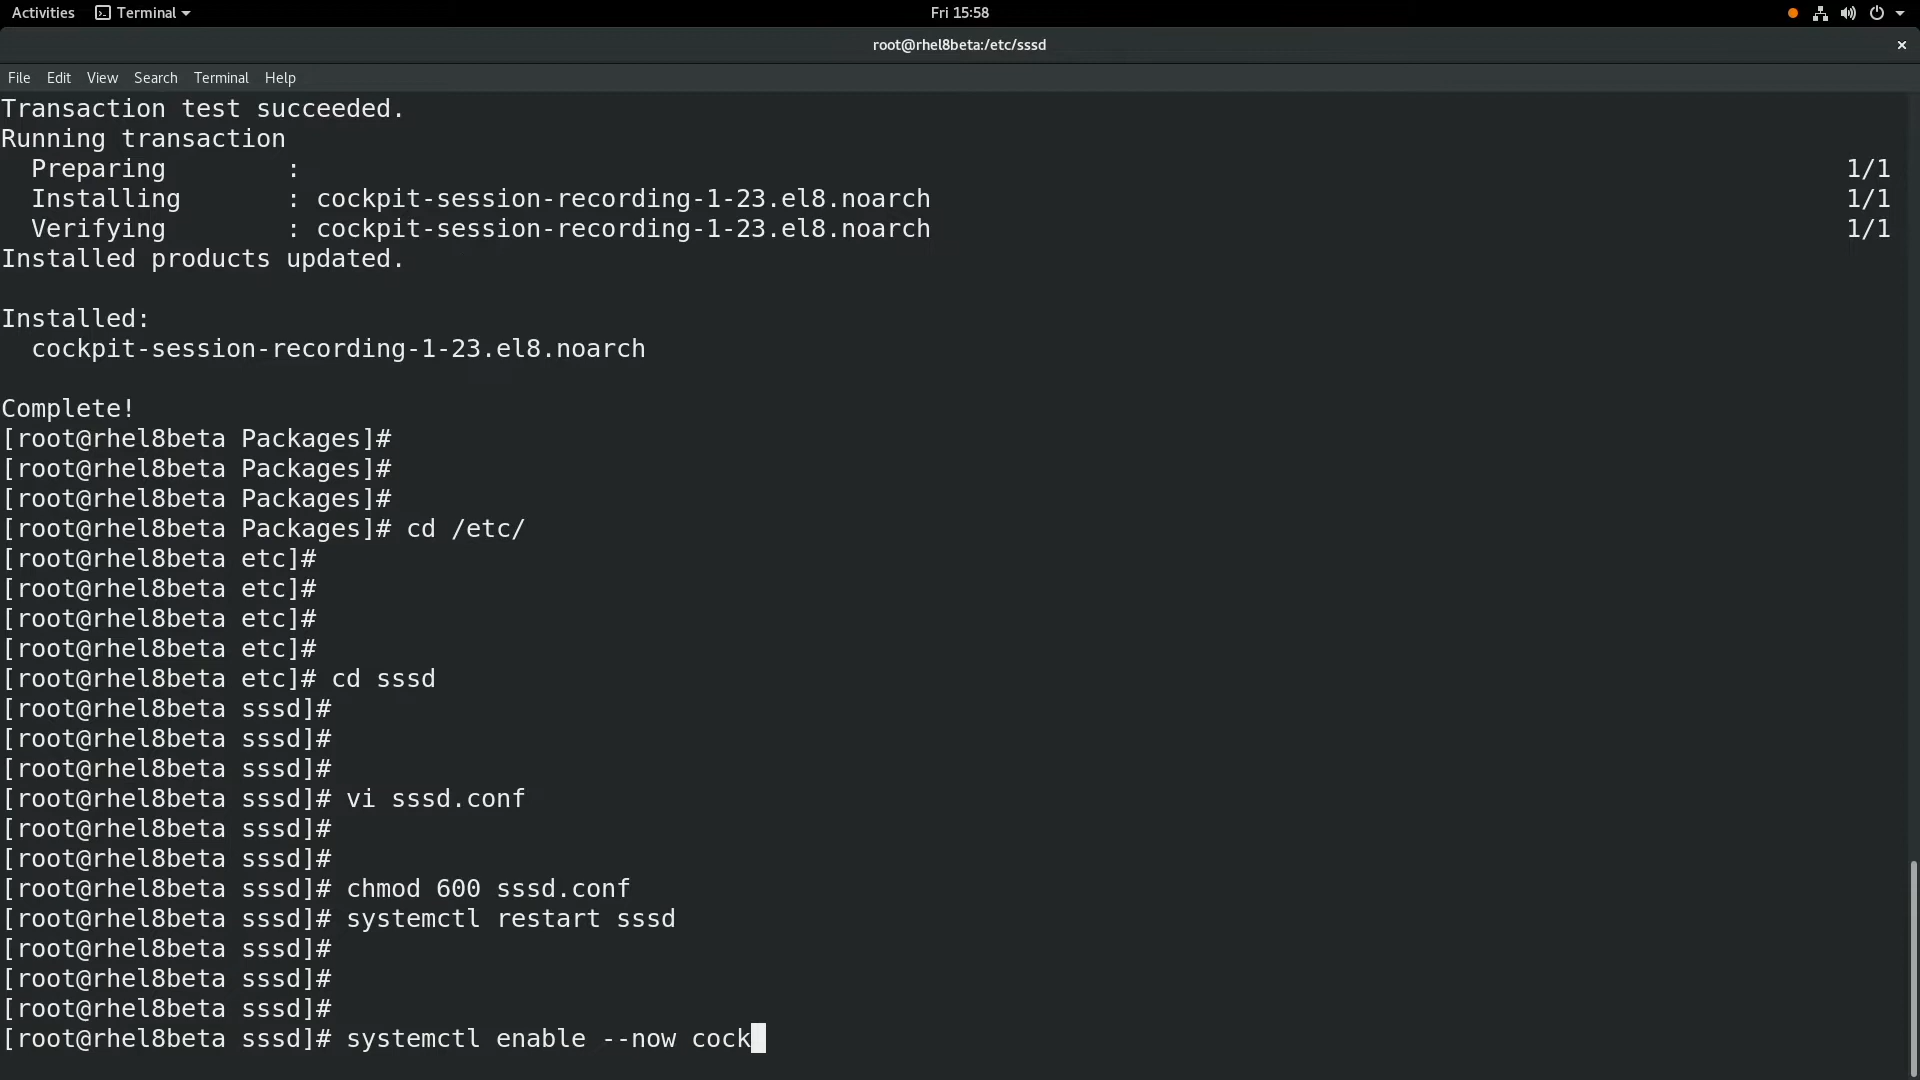 Activities Terminal Fri 15:58
root@rhel8beta:/etc/sssd ×
File Edit View Search Terminal Help
Transaction test succeeded.
Running transaction
  Preparing        :                                                                                                       1/1
  Installing       : cockpit-session-recording-1-23.el8.noarch                                                             1/1
  Verifying        : cockpit-session-recording-1-23.el8.noarch                                                             1/1
Installed products updated.

Installed:
  cockpit-session-recording-1-23.el8.noarch

Complete!
[root@rhel8beta Packages]#
[root@rhel8beta Packages]#
[root@rhel8beta Packages]#
[root@rhel8beta Packages]# cd /etc/
[root@rhel8beta etc]#
[root@rhel8beta etc]#
[root@rhel8beta etc]#
[root@rhel8beta etc]#
[root@rhel8beta etc]# cd sssd
[root@rhel8beta sssd]#
[root@rhel8beta sssd]#
[root@rhel8beta sssd]#
[root@rhel8beta sssd]# vi sssd.conf
[root@rhel8beta sssd]#
[root@rhel8beta sssd]#
[root@rhel8beta sssd]# chmod 600 sssd.conf
[root@rhel8beta sssd]# systemctl restart sssd
[root@rhel8beta sssd]#
[root@rhel8beta sssd]#
[root@rhel8beta sssd]#
[root@rhel8beta sssd]# systemctl enable --now cock